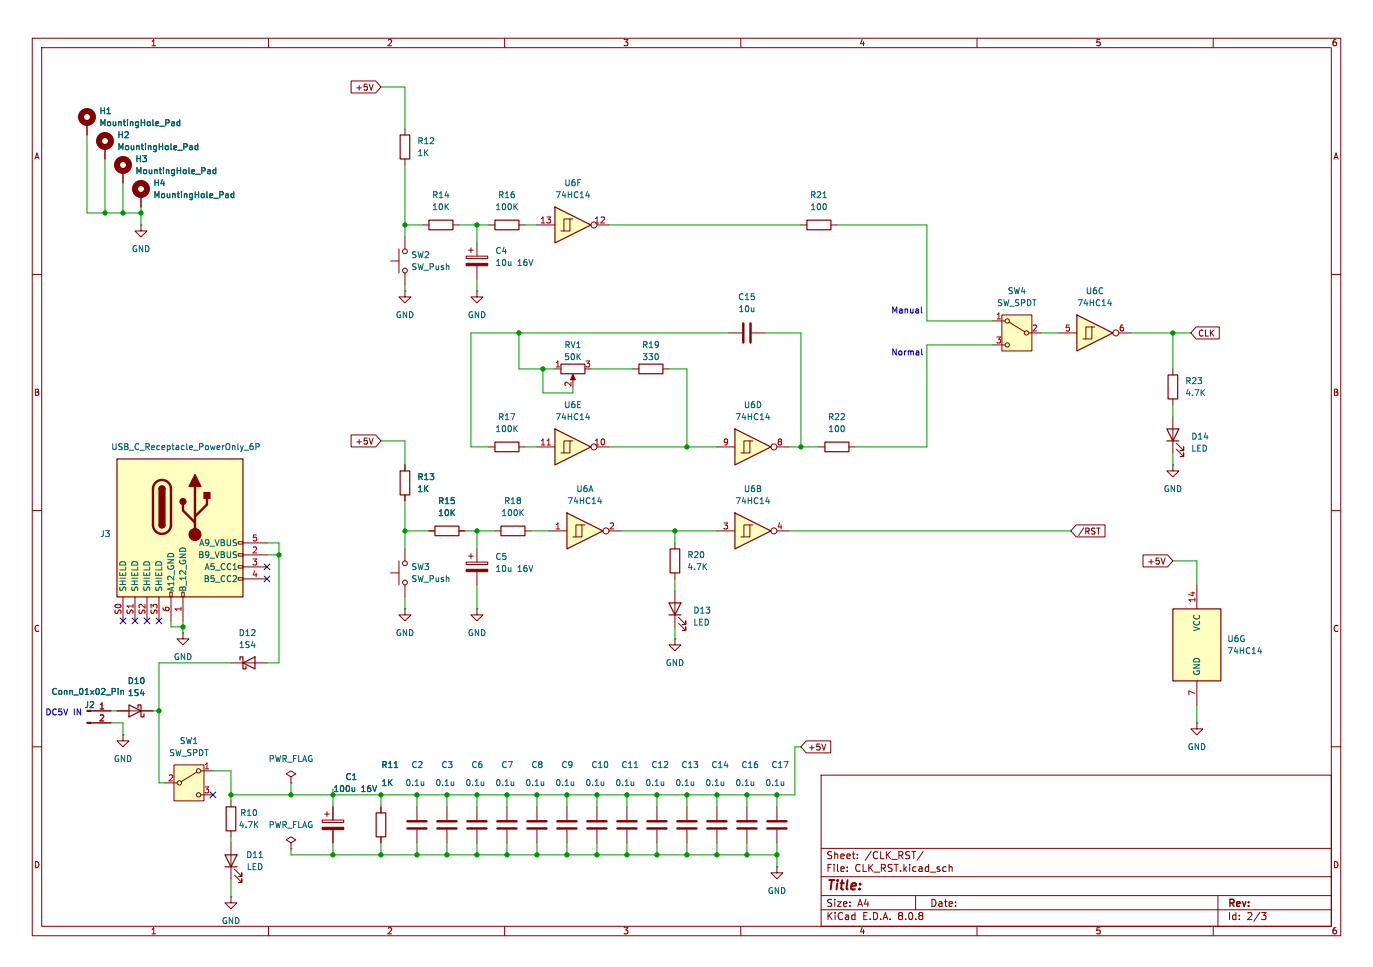 1 2 3 4 5 6
A A
B B
C C
D D
1 2 3 4 5 6
H1
MountingHole_Pad
H2
MountingHole_Pad
H3
MountingHole_Pad
H4
MountingHole_Pad
GND
+5V
R12
1K
R14
10K
R16
100K
U6F
74HC14
13 12
R21
100
SW2
SW_Push
+
C4
10u 16V
GND GND
C15
10u
RV1
50K
1 3
2
R19
330
Manual
Normal
SW4
SW_SPDT
1 2
3
U6C
74HC14
5 6
CLK
R23
4.7K
D14
LED
GND
R17
100K
U6E
74HC14
11 10
U6D
74HC14
9 8
R22
100
+5V
R13
1K
R15
10K
R18
100K
U6A
74HC14
1 2
U6B
74HC14
3 4
/RST
SW3
SW_Push
+
C5
10u 16V
GND GND
R20
4.7K
D13
LED
GND
+5V
14
VCC
U6G
74HC14
GND
7
GND
USB_C_Receptacle_PowerOnly_6P
J3
A9_VBUS 5
B9_VBUS 2
A5_CC1 3
B5_CC2 4
SHIELD SHIELD SHIELD SHIELD A12_GND B_12_GND
S0 S1 S2 S3 6 1
GND
D12
1S4
D10
1S4
Conn_01x02_Pin
J2
DC5V IN
1
2
GND
SW1
SW_SPDT
1
2
3
R10
4.7K
D11
LED
GND
PWR_FLAG
PWR_FLAG
+5V
C1
100u 16V
+
R11
1K
C2 C3 C6 C7 C8 C9 C10 C11 C12 C13 C14 C16 C17
0.1u 0.1u 0.1u 0.1u 0.1u 0.1u 0.1u 0.1u 0.1u 0.1u 0.1u 0.1u 0.1u
GND
Sheet: /CLK_RST/
File: CLK_RST.kicad_sch
Title:
Size: A4 Date: Rev:
KiCad E.D.A. 8.0.8 Id: 2/3